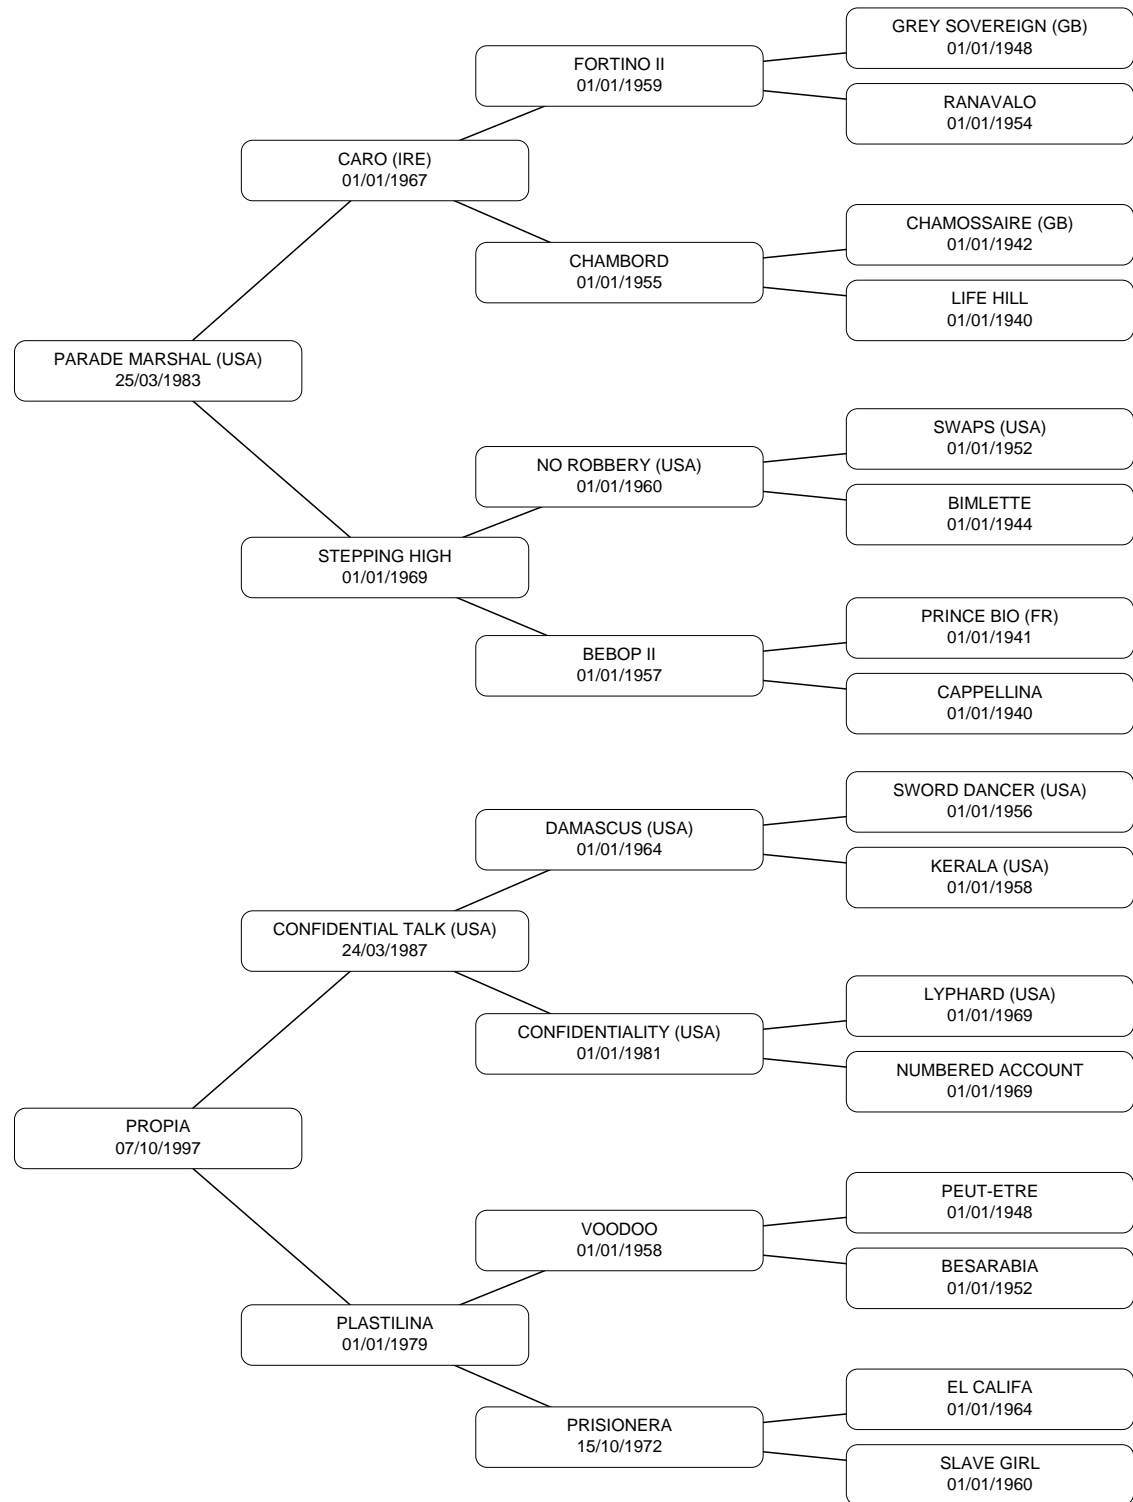 GREY SOVEREIGN (GB)
01/01/1948
FORTINO II
01/01/1959
RANAVALO
01/01/1954
CARO (IRE)
01/01/1967
CHAMOSSAIRE (GB)
01/01/1942
CHAMBORD
01/01/1955
LIFE HILL
01/01/1940
PARADE MARSHAL (USA)
25/03/1983
SWAPS (USA)
01/01/1952
NO ROBBERY (USA)
01/01/1960
BIMLETTE
01/01/1944
STEPPING HIGH
01/01/1969
PRINCE BIO (FR)
01/01/1941
BEBOP II
01/01/1957
CAPPELLINA
01/01/1940
SWORD DANCER (USA)
01/01/1956
DAMASCUS (USA)
01/01/1964
KERALA (USA)
01/01/1958
CONFIDENTIAL TALK (USA)
24/03/1987
LYPHARD (USA)
01/01/1969
CONFIDENTIALITY (USA)
01/01/1981
NUMBERED ACCOUNT
01/01/1969
PROPIA
07/10/1997
PEUT-ETRE
01/01/1948
VOODOO
01/01/1958
BESARABIA
01/01/1952
PLASTILINA
01/01/1979
EL CALIFA
01/01/1964
PRISIONERA
15/10/1972
SLAVE GIRL
01/01/1960